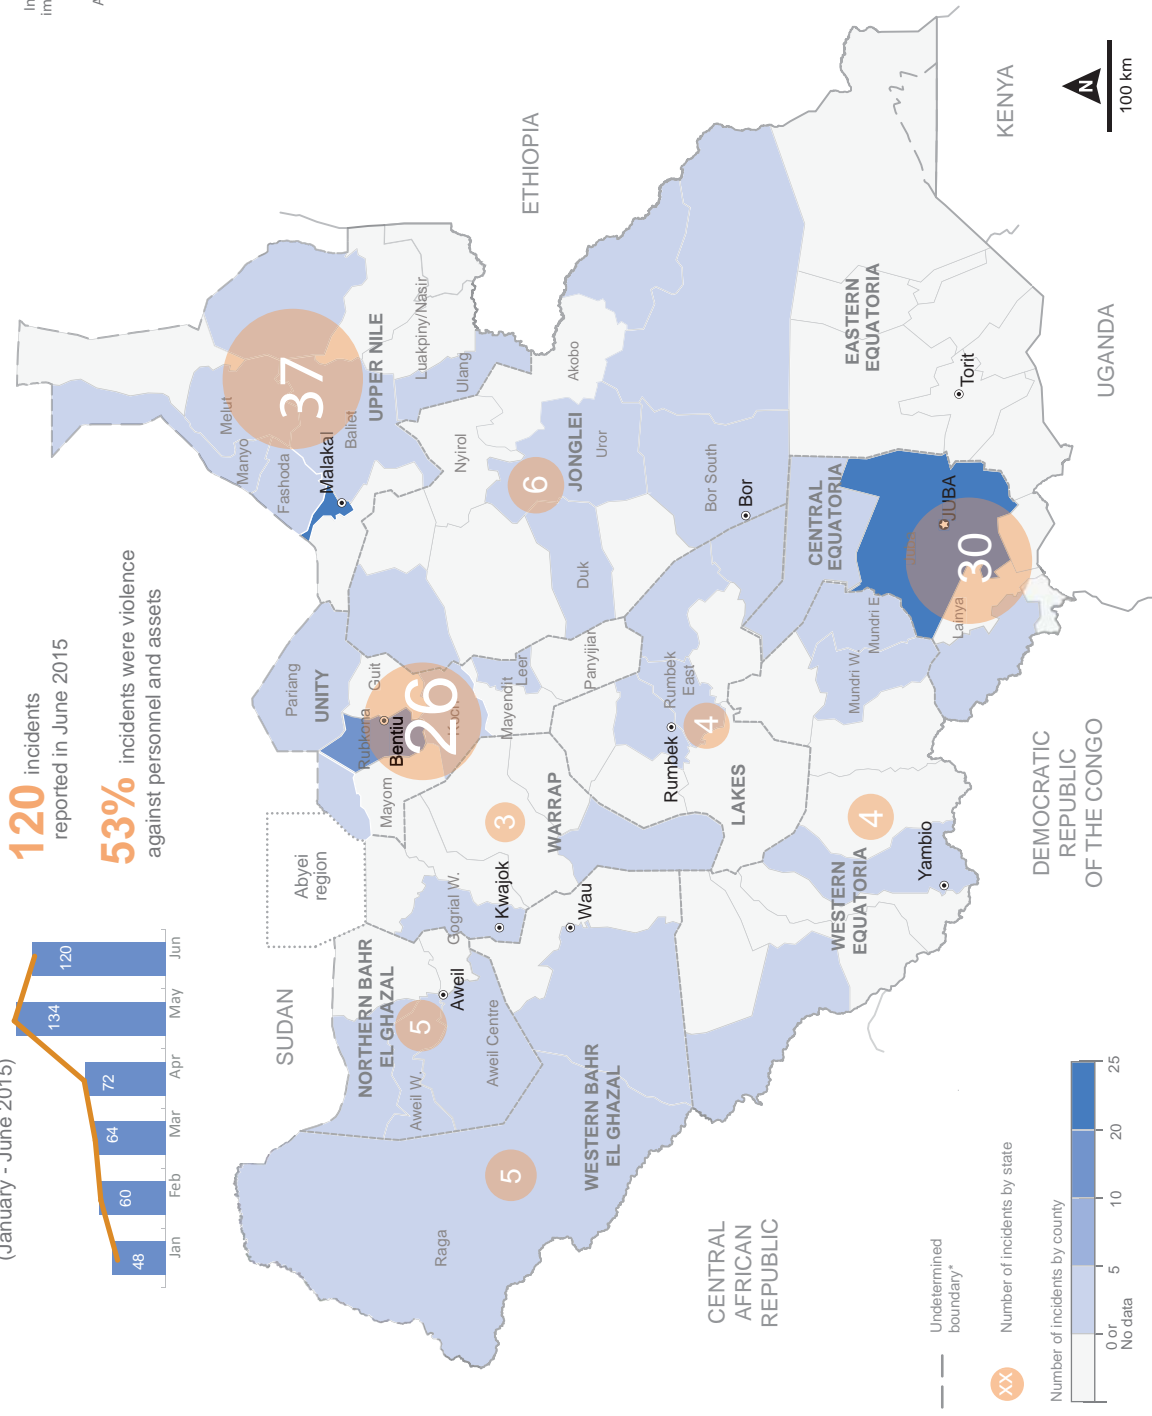 (January - June 2015)
48
60
64
72
134
120
Jan
Feb
Mar
Apr
May
Jun
120 incidents
reported in June 2015
53% incidents were violence
against personnel and assets
SUDAN
Abyei
region
ETHIOPIA
KENYA
UGANDA
DEMOCRATIC
REPUBLIC
OF THE CONGO
CENTRAL
AFRICAN
REPUBLIC
UPPER NILE
37
Melut
Manyo
Fashoda
Malakal
Baliet
Luakpiny/Nasir
Ulang
UNITY
26
Pariang
Rubkona
Guit
Bentiu
Koch
Mayom
Mayendit
Leer
Panyijiar
JONGLEI
6
Nyirol
Akobo
Uror
Duk
Bor South
Bor
NORTHERN BAHR
EL GHAZAL
5
Aweil
Aweil W.
Aweil Centre
WESTERN BAHR
EL GHAZAL
5
Raga
Wau
WARRAP
3
Gogrial W.
Kwajok
LAKES
4
Rumbek
Rumbek
East
WESTERN
EQUATORIA
4
Yambio
Mundri W.
Mundri E.
CENTRAL
EQUATORIA
30
JUBA
Lainya
EASTERN
EQUATORIA
Torit
N
100 km
Undetermined
boundary*
XX
Number of incidents by state
Number of incidents by county
0 or
No data
5
10
20
25